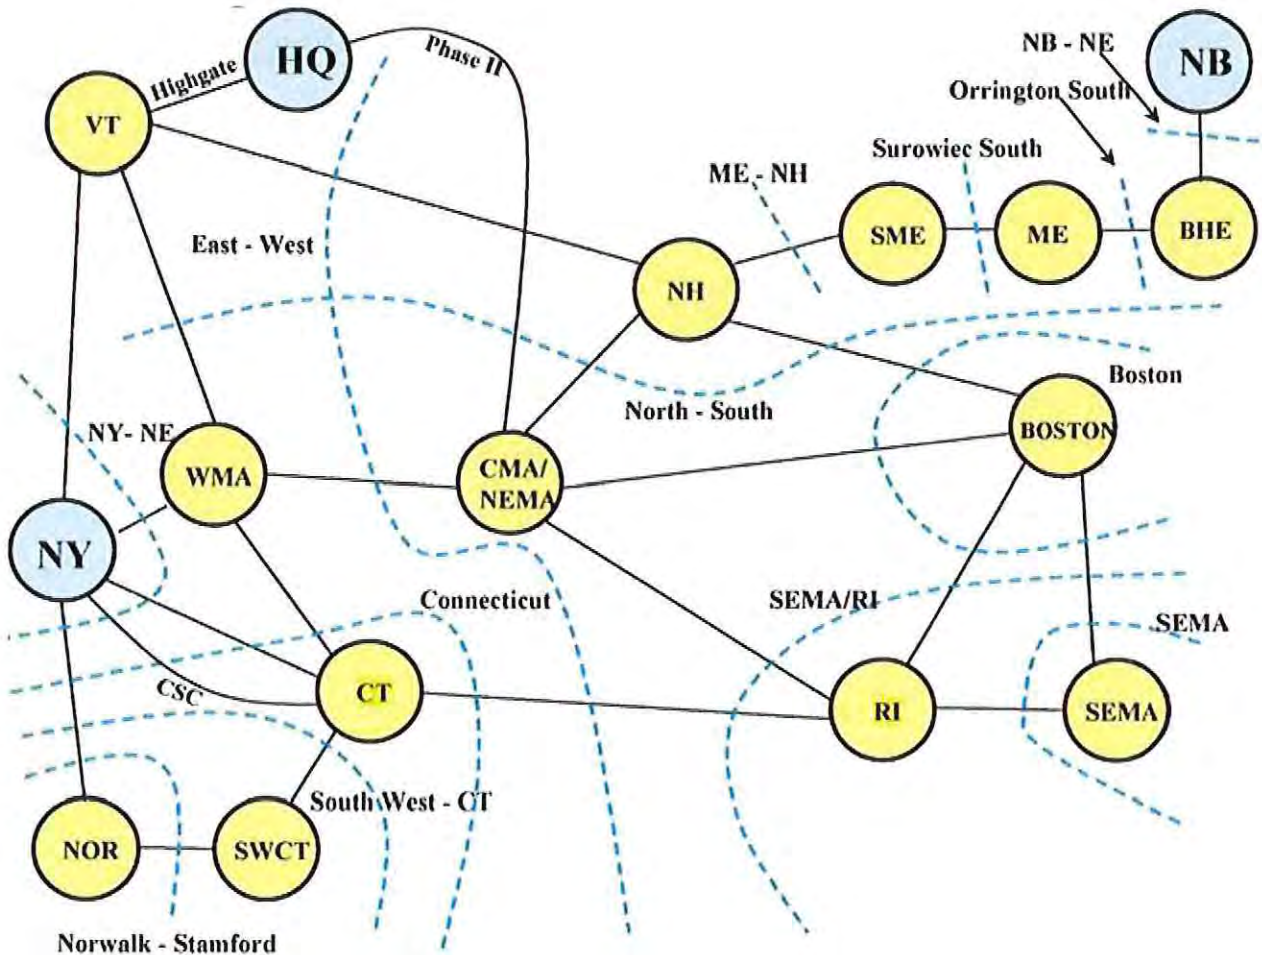 HQ
Phase II
Highgate
VT
NB - NE
NB
Orrington South
Surowiec South
ME - NH
SME
ME
BHE
East - West
NH
Boston
North - South
BOSTON
NY- NE
WMA
CMA/
NEMA
NY
Connecticut
SEMA/RI
SEMA
CSC
CT
RI
SEMA
South West - CT
NOR
SWCT
Norwalk - Stamford